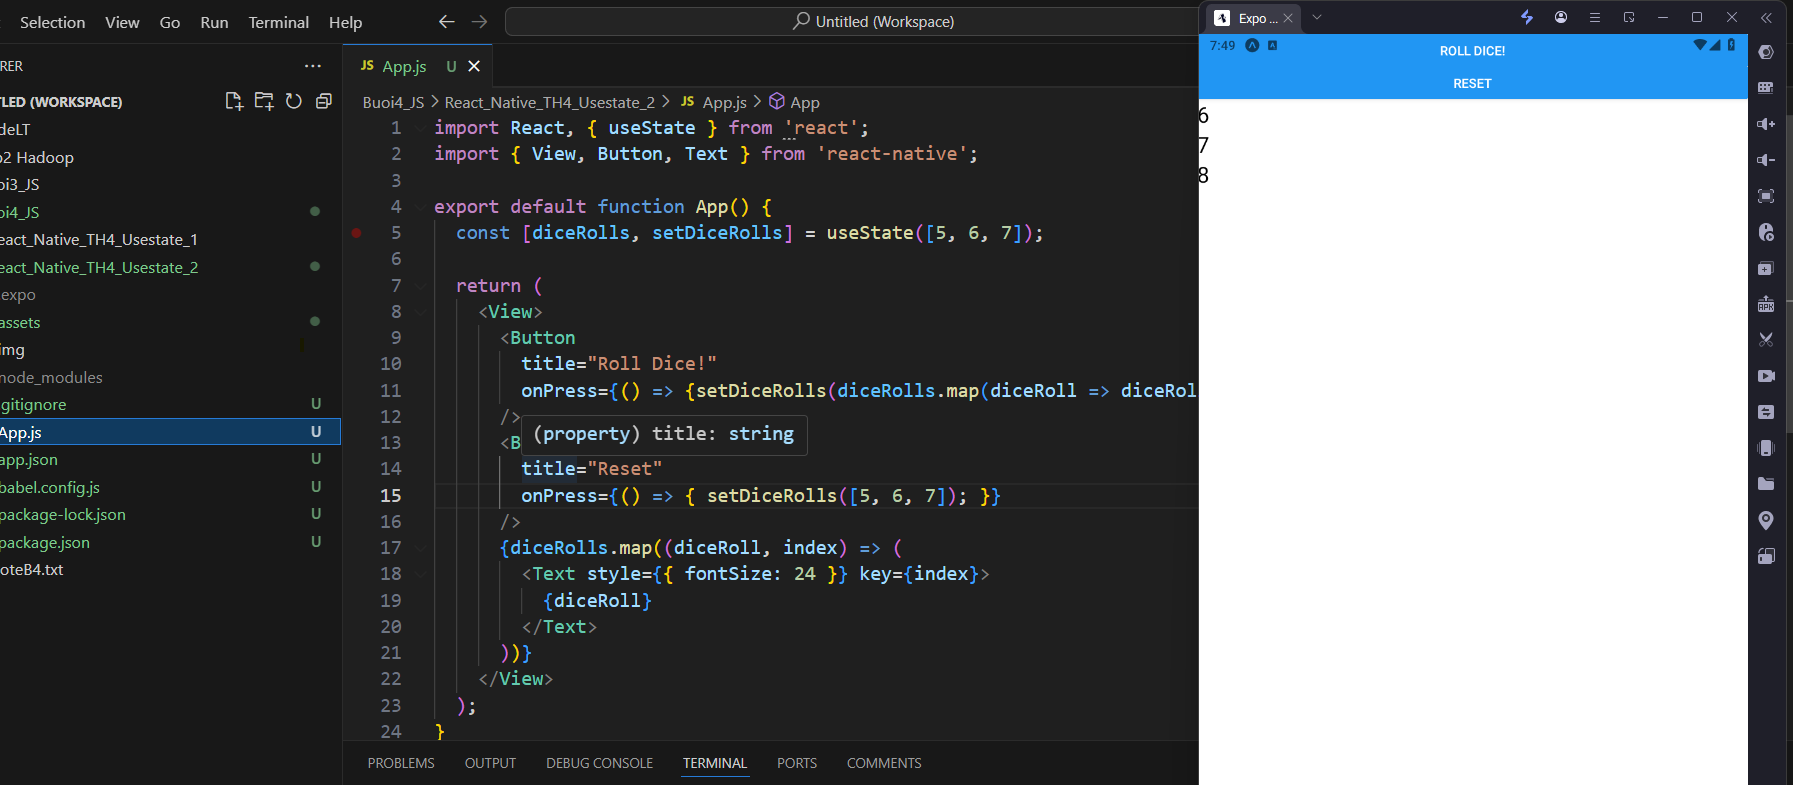 Selection View Go Run Terminal Help
Untitled (Workspace)
Expo ...
RER
TLED (WORKSPACE)
deLT
o2 Hadoop
oi3_JS
oi4_JS
eact_Native_TH4_Usestate_1
eact_Native_TH4_Usestate_2
expo
assets
img
node_modules
gitignore U
App.js U
app.json U
babel.config.js U
package-lock.json U
package.json U
oteB4.txt
JS App.js U
Buoi4_JS > React_Native_TH4_Usestate_2 > JS App.js > App
1 import React, { useState } from 'react';
2 import { View, Button, Text } from 'react-native';
3
4 export default function App() {
5 const [diceRolls, setDiceRolls] = useState([5, 6, 7]);
6
7 return (
8 <View>
9 <Button
10 title="Roll Dice!"
11 onPress={() => {setDiceRolls(diceRolls.map(diceRoll => diceRol
12 />
(property) title: string
13 <B
14 title="Reset"
15 onPress={() => { setDiceRolls([5, 6, 7]); }}
16 />
17 {diceRolls.map((diceRoll, index) => (
18 <Text style={{ fontSize: 24 }} key={index}>
19 {diceRoll}
20 </Text>
21 ))}
22 </View>
23 );
24 }
PROBLEMS OUTPUT DEBUG CONSOLE TERMINAL PORTS COMMENTS
7:49
ROLL DICE!
RESET
6
7
8
APK